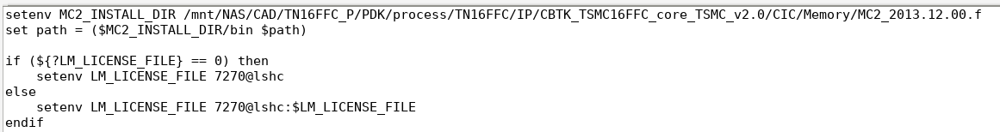 setenv MC2_INSTALL_DIR /mnt/NAS/CAD/TN16FFC_P/PDK/process/TN16FFC/IP/CBTK_TSMC16FFC_core_TSMC_v2.0/CIC/Memory/MC2_2013.12.00.f
set path = ($MC2_INSTALL_DIR/bin $path)

if (${?LM_LICENSE_FILE} == 0) then
    setenv LM_LICENSE_FILE 7270@lshc
else
    setenv LM_LICENSE_FILE 7270@lshc:$LM_LICENSE_FILE
endif